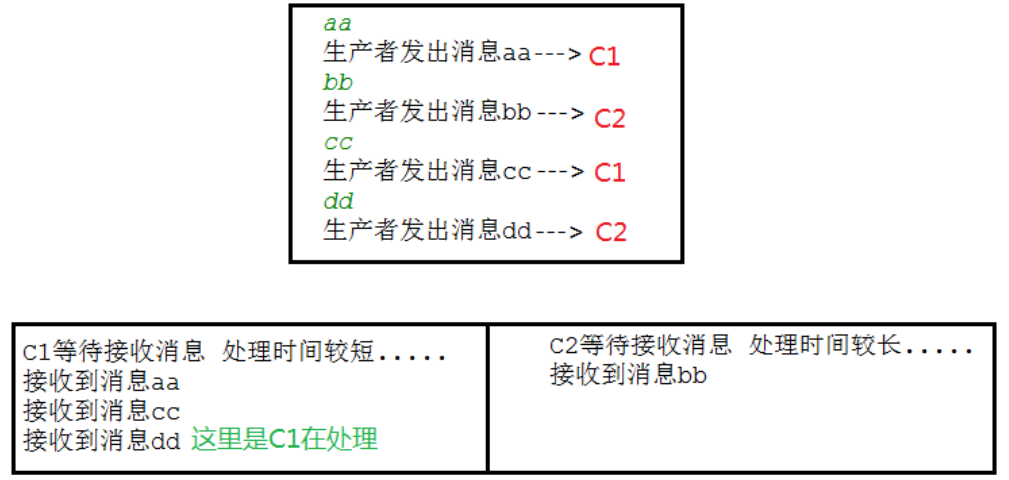 aa
生产者发出消息aa---> C1
bb
生产者发出消息bb---> C2
cc
生产者发出消息cc---> C1
dd
生产者发出消息dd---> C2
C1等待接收消息 处理时间较短.....
接收到消息aa
接收到消息cc
接收到消息dd 这里是C1在处理
C2等待接收消息 处理时间较长.....
接收到消息bb